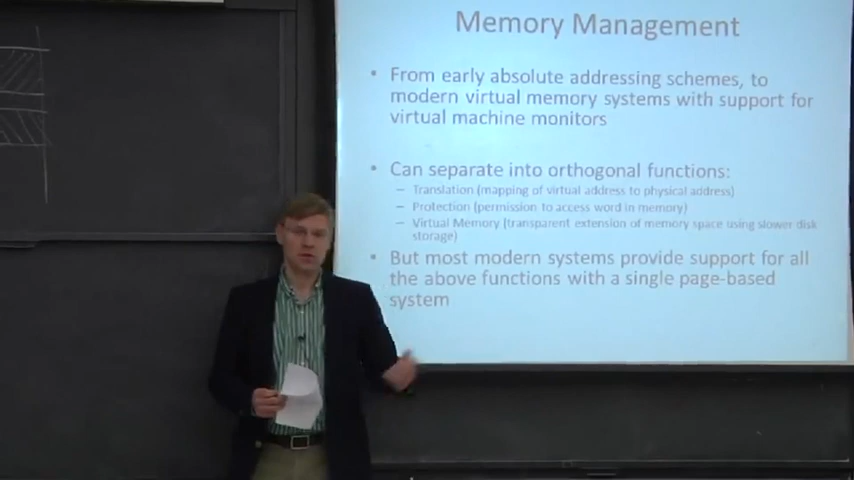 Memory Management
• From early absolute addressing schemes, to
modern virtual memory systems with support for
virtual machine monitors
• Can separate into orthogonal functions:
– Translation (mapping of virtual address to physical address)
– Protection (permission to access word in memory)
– Virtual Memory (transparent extension of memory space using slower disk
storage)
• But most modern systems provide support for all
the above functions with a single page-based
system